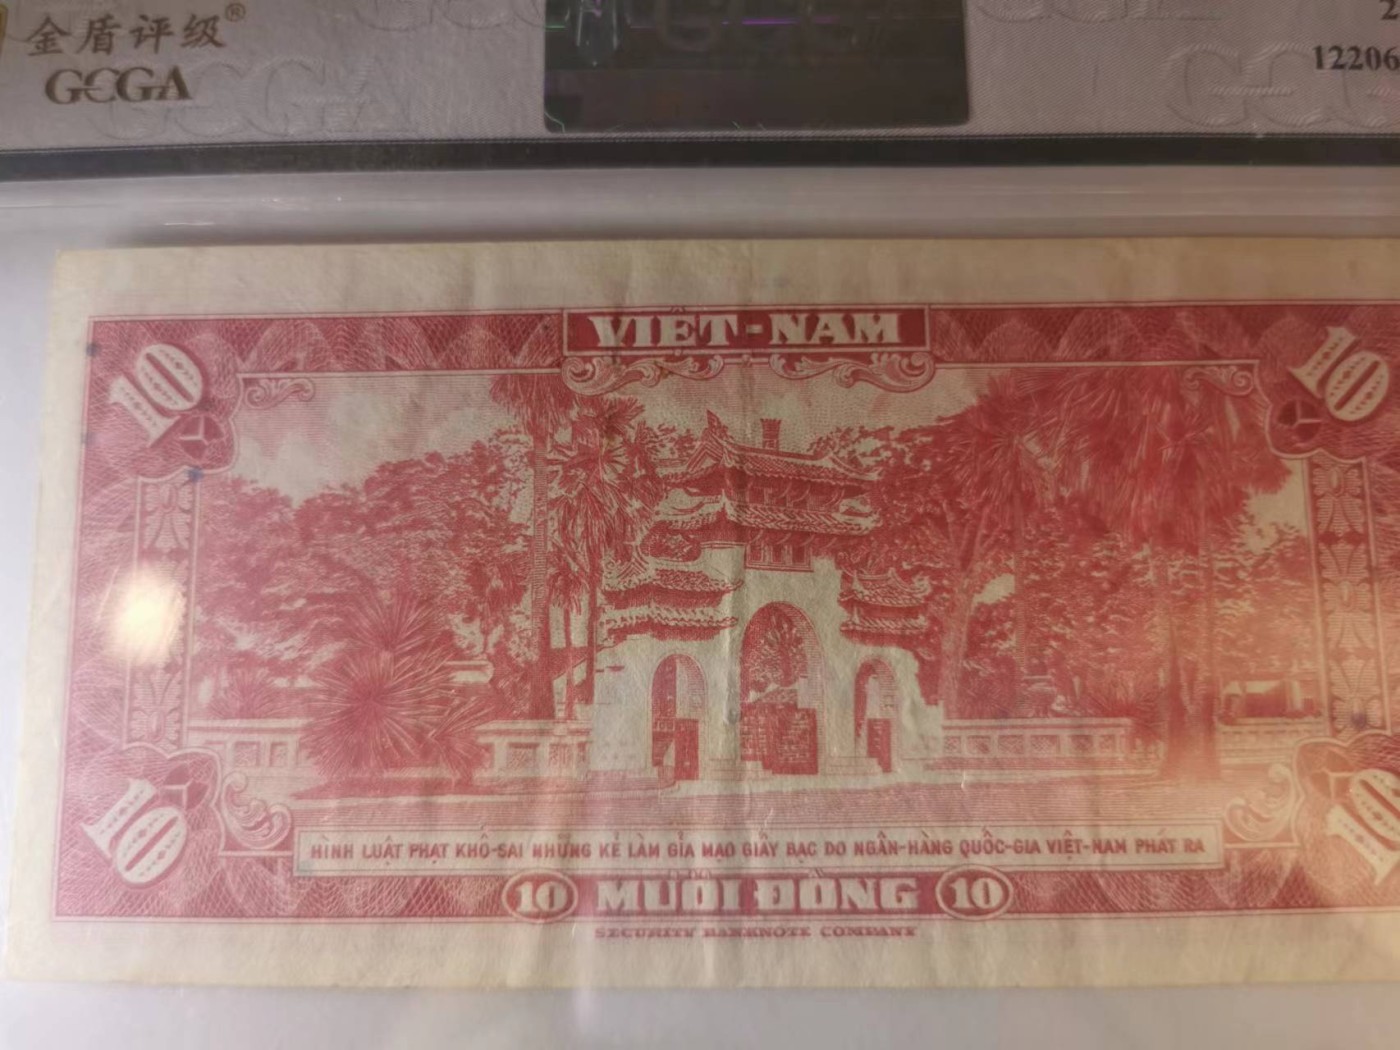 金盾评级®
GCGA
2
12206
VIỆT-NAM
10
10
10
10
HÌNH LUẬT PHẠT KHỔ-SAI NHỮNG KẺ LÀM GIẢ MẠO GIẤY BẠC DO NGÂN-HÀNG QUỐC-GIA VIỆT-NAM PHÁT RA
10 MƯỜI ĐỒNG 10
SECURITY BANKNOTE COMPANY